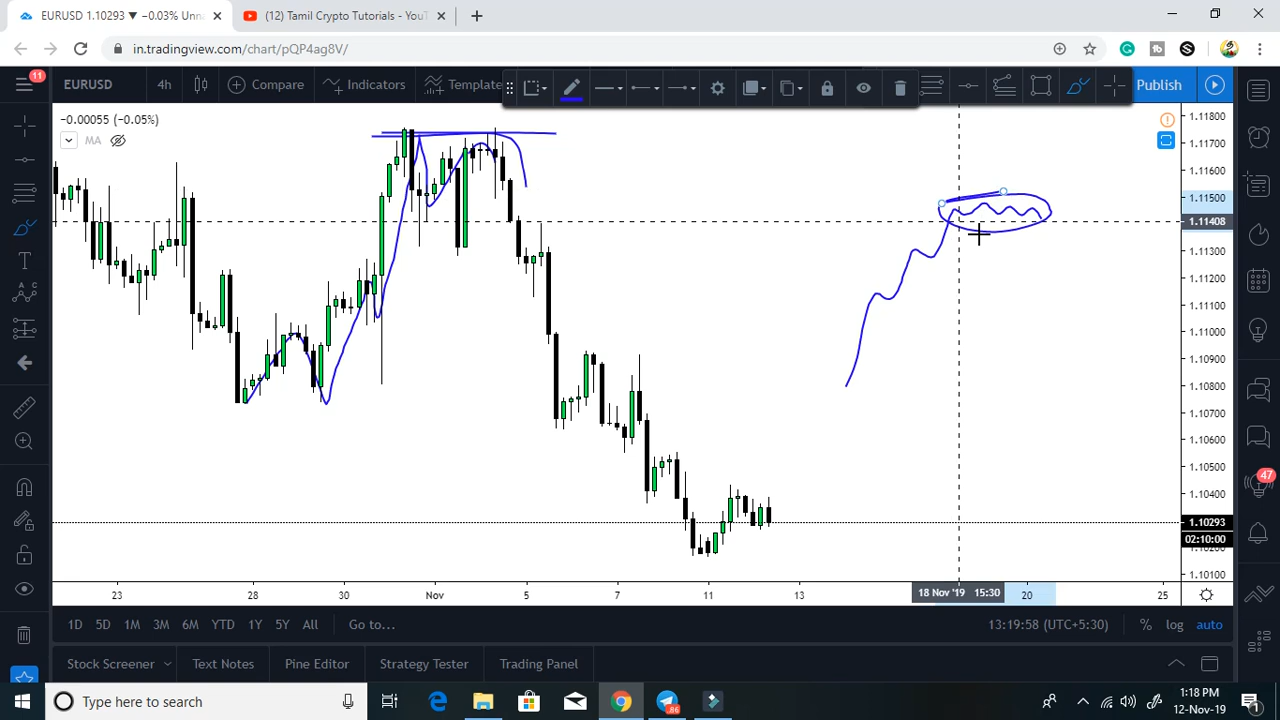 EURUSD 1.10293 ▼ −0.03% Unna
(12) Tamil Crypto Tutorials - YouT
in.tradingview.com/chart/pQP4ag8V/
11
EURUSD
4h
Compare
Indicators
Template
Publish
−0.00055 (−0.05%)
MA
1.11800
1.11700
1.11600
1.11500
1.11408
1.11300
1.11200
1.11100
1.11000
1.10900
1.10800
1.10700
1.10600
1.10500
1.10400
1.10293
02:10:00
1.10200
1.10100
47
23
28
30
Nov
5
7
11
13
18 Nov '19 15:30
20
25
1D 5D 1M 3M 6M YTD 1Y 5Y All Go to...
13:19:58 (UTC+5:30) % log auto
Stock Screener Text Notes Pine Editor Strategy Tester Trading Panel
Type here to search
86
1:18 PM
12-Nov-19
1